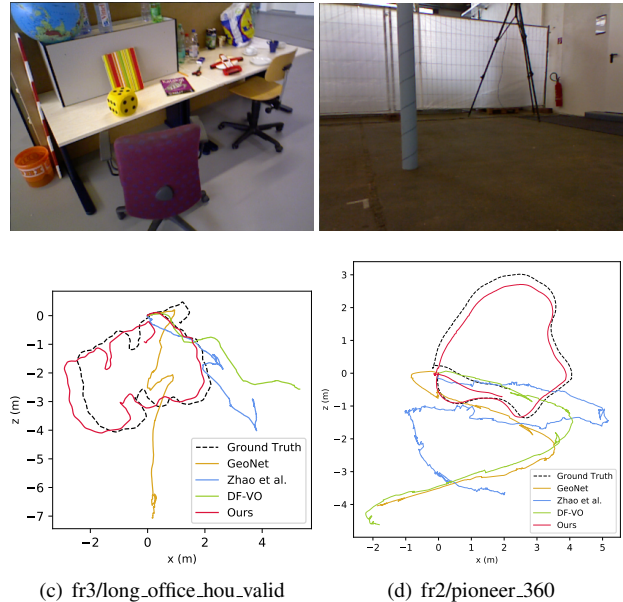 0
−1
−2
−3
−4
−5
−6
−7
z (m)
−2
0
2
4
x (m)
Ground Truth
GeoNet
Zhao et al.
DF-VO
Ours
3
2
1
0
−1
−2
−3
−4
z (m)
−2
−1
0
1
2
3
4
5
x (m)
Ground Truth
GeoNet
Zhao et al.
DF-VO
Ours
(c) fr3/long_office_hou_valid
(d) fr2/pioneer_360